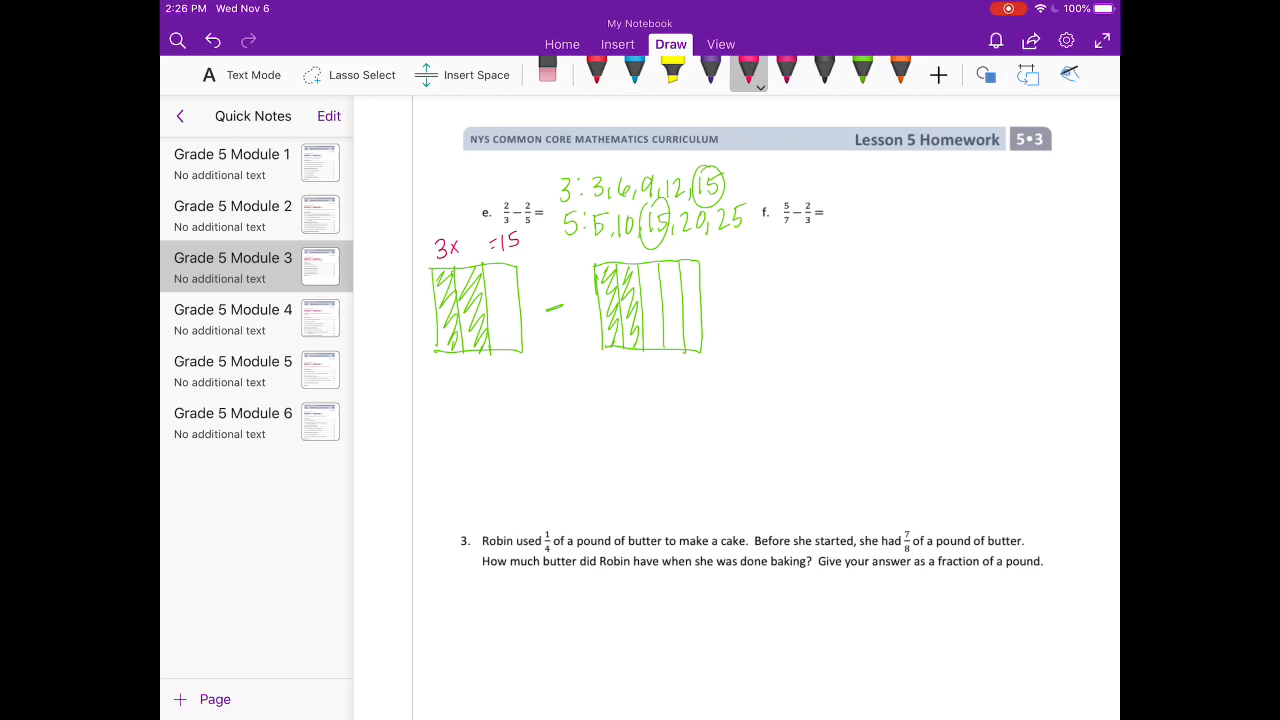 2:26 PM Wed Nov 6
100%
My Notebook
Home Insert Draw View
A Text Mode Lasso Select Insert Space
Quick Notes Edit
Grade 5 Module 1
No additional text
Grade 5 Module 2
No additional text
Grade 5 Module 3
No additional text
Grade 5 Module 4
No additional text
Grade 5 Module 5
No additional text
Grade 5 Module 6
No additional text
+ Page
NYS COMMON CORE MATHEMATICS CURRICULUM Lesson 5 Homework 5•3
3: 3, 6, 9, 12, 15
e. 2/3 − 2/5 =
5: 5, 10, 15, 20, 25
f. 5/7 − 2/3 =
3x =15
−
3. Robin used 1/4 of a pound of butter to make a cake. Before she started, she had 7/8 of a pound of butter.
How much butter did Robin have when she was done baking? Give your answer as a fraction of a pound.